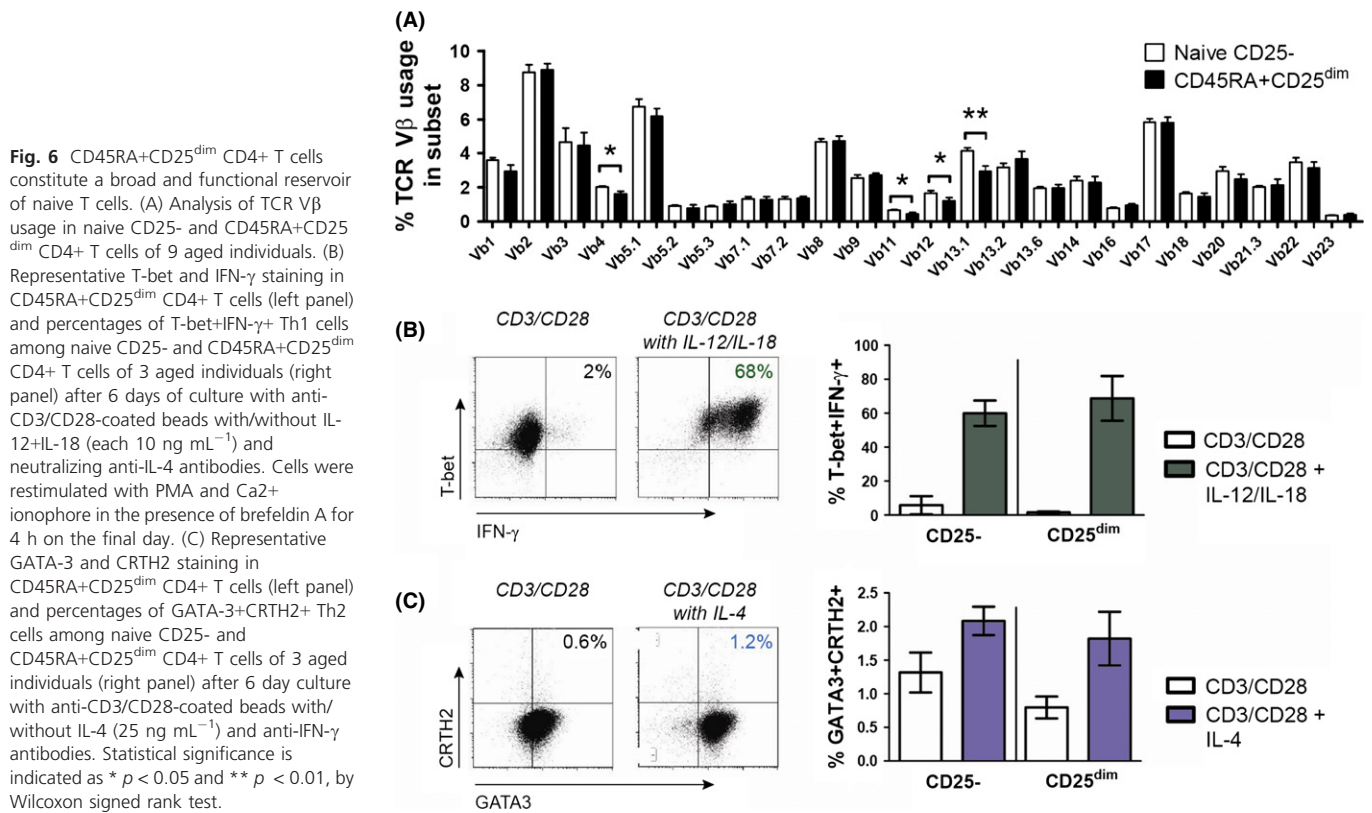 Fig. 6 CD45RA+CD25dim CD4+ T cells
constitute a broad and functional reservoir
of naive T cells. (A) Analysis of TCR Vβ
usage in naive CD25- and CD45RA+CD25
dim CD4+ T cells of 9 aged individuals. (B)
Representative T-bet and IFN-γ staining in
CD45RA+CD25dim CD4+ T cells (left panel)
and percentages of T-bet+IFN-γ+ Th1 cells
among naive CD25- and CD45RA+CD25dim
CD4+ T cells of 3 aged individuals (right
panel) after 6 days of culture with anti-
CD3/CD28-coated beads with/without IL-
12+IL-18 (each 10 ng mL−1) and
neutralizing anti-IL-4 antibodies. Cells were
restimulated with PMA and Ca2+
ionophore in the presence of brefeldin A for
4 h on the final day. (C) Representative
GATA-3 and CRTH2 staining in
CD45RA+CD25dim CD4+ T cells (left panel)
and percentages of GATA-3+CRTH2+ Th2
cells among naive CD25- and
CD45RA+CD25dim CD4+ T cells of 3 aged
individuals (right panel) after 6 day culture
with anti-CD3/CD28-coated beads with/
without IL-4 (25 ng mL−1) and anti-IFN-γ
antibodies. Statistical significance is
indicated as * p < 0.05 and ** p < 0.01, by
Wilcoxon signed rank test.
(A)
% TCR Vβ usage
in subset
10
8
6
4
2
0
Naive CD25-
CD45RA+CD25dim
*
*
*
**
Vb1
Vb2
Vb3
Vb4
Vb5.1
Vb5.2
Vb5.3
Vb7.1
Vb7.2
Vb8
Vb9
Vb11
Vb12
Vb13.1
Vb13.2
Vb13.6
Vb14
Vb16
Vb17
Vb18
Vb20
Vb21.3
Vb22
Vb23
(B)
CD3/CD28
CD3/CD28
with IL-12/IL-18
2%
68%
T-bet
IFN-γ
% T-bet+IFN-γ+
100
80
60
40
20
0
CD25-
CD25dim
CD3/CD28
CD3/CD28 +
IL-12/IL-18
(C)
CD3/CD28
CD3/CD28
with IL-4
0.6%
1.2%
CRTH2
GATA3
% GATA3+CRTH2+
2.5
2.0
1.5
1.0
0.5
0.0
CD25-
CD25dim
CD3/CD28
CD3/CD28 +
IL-4